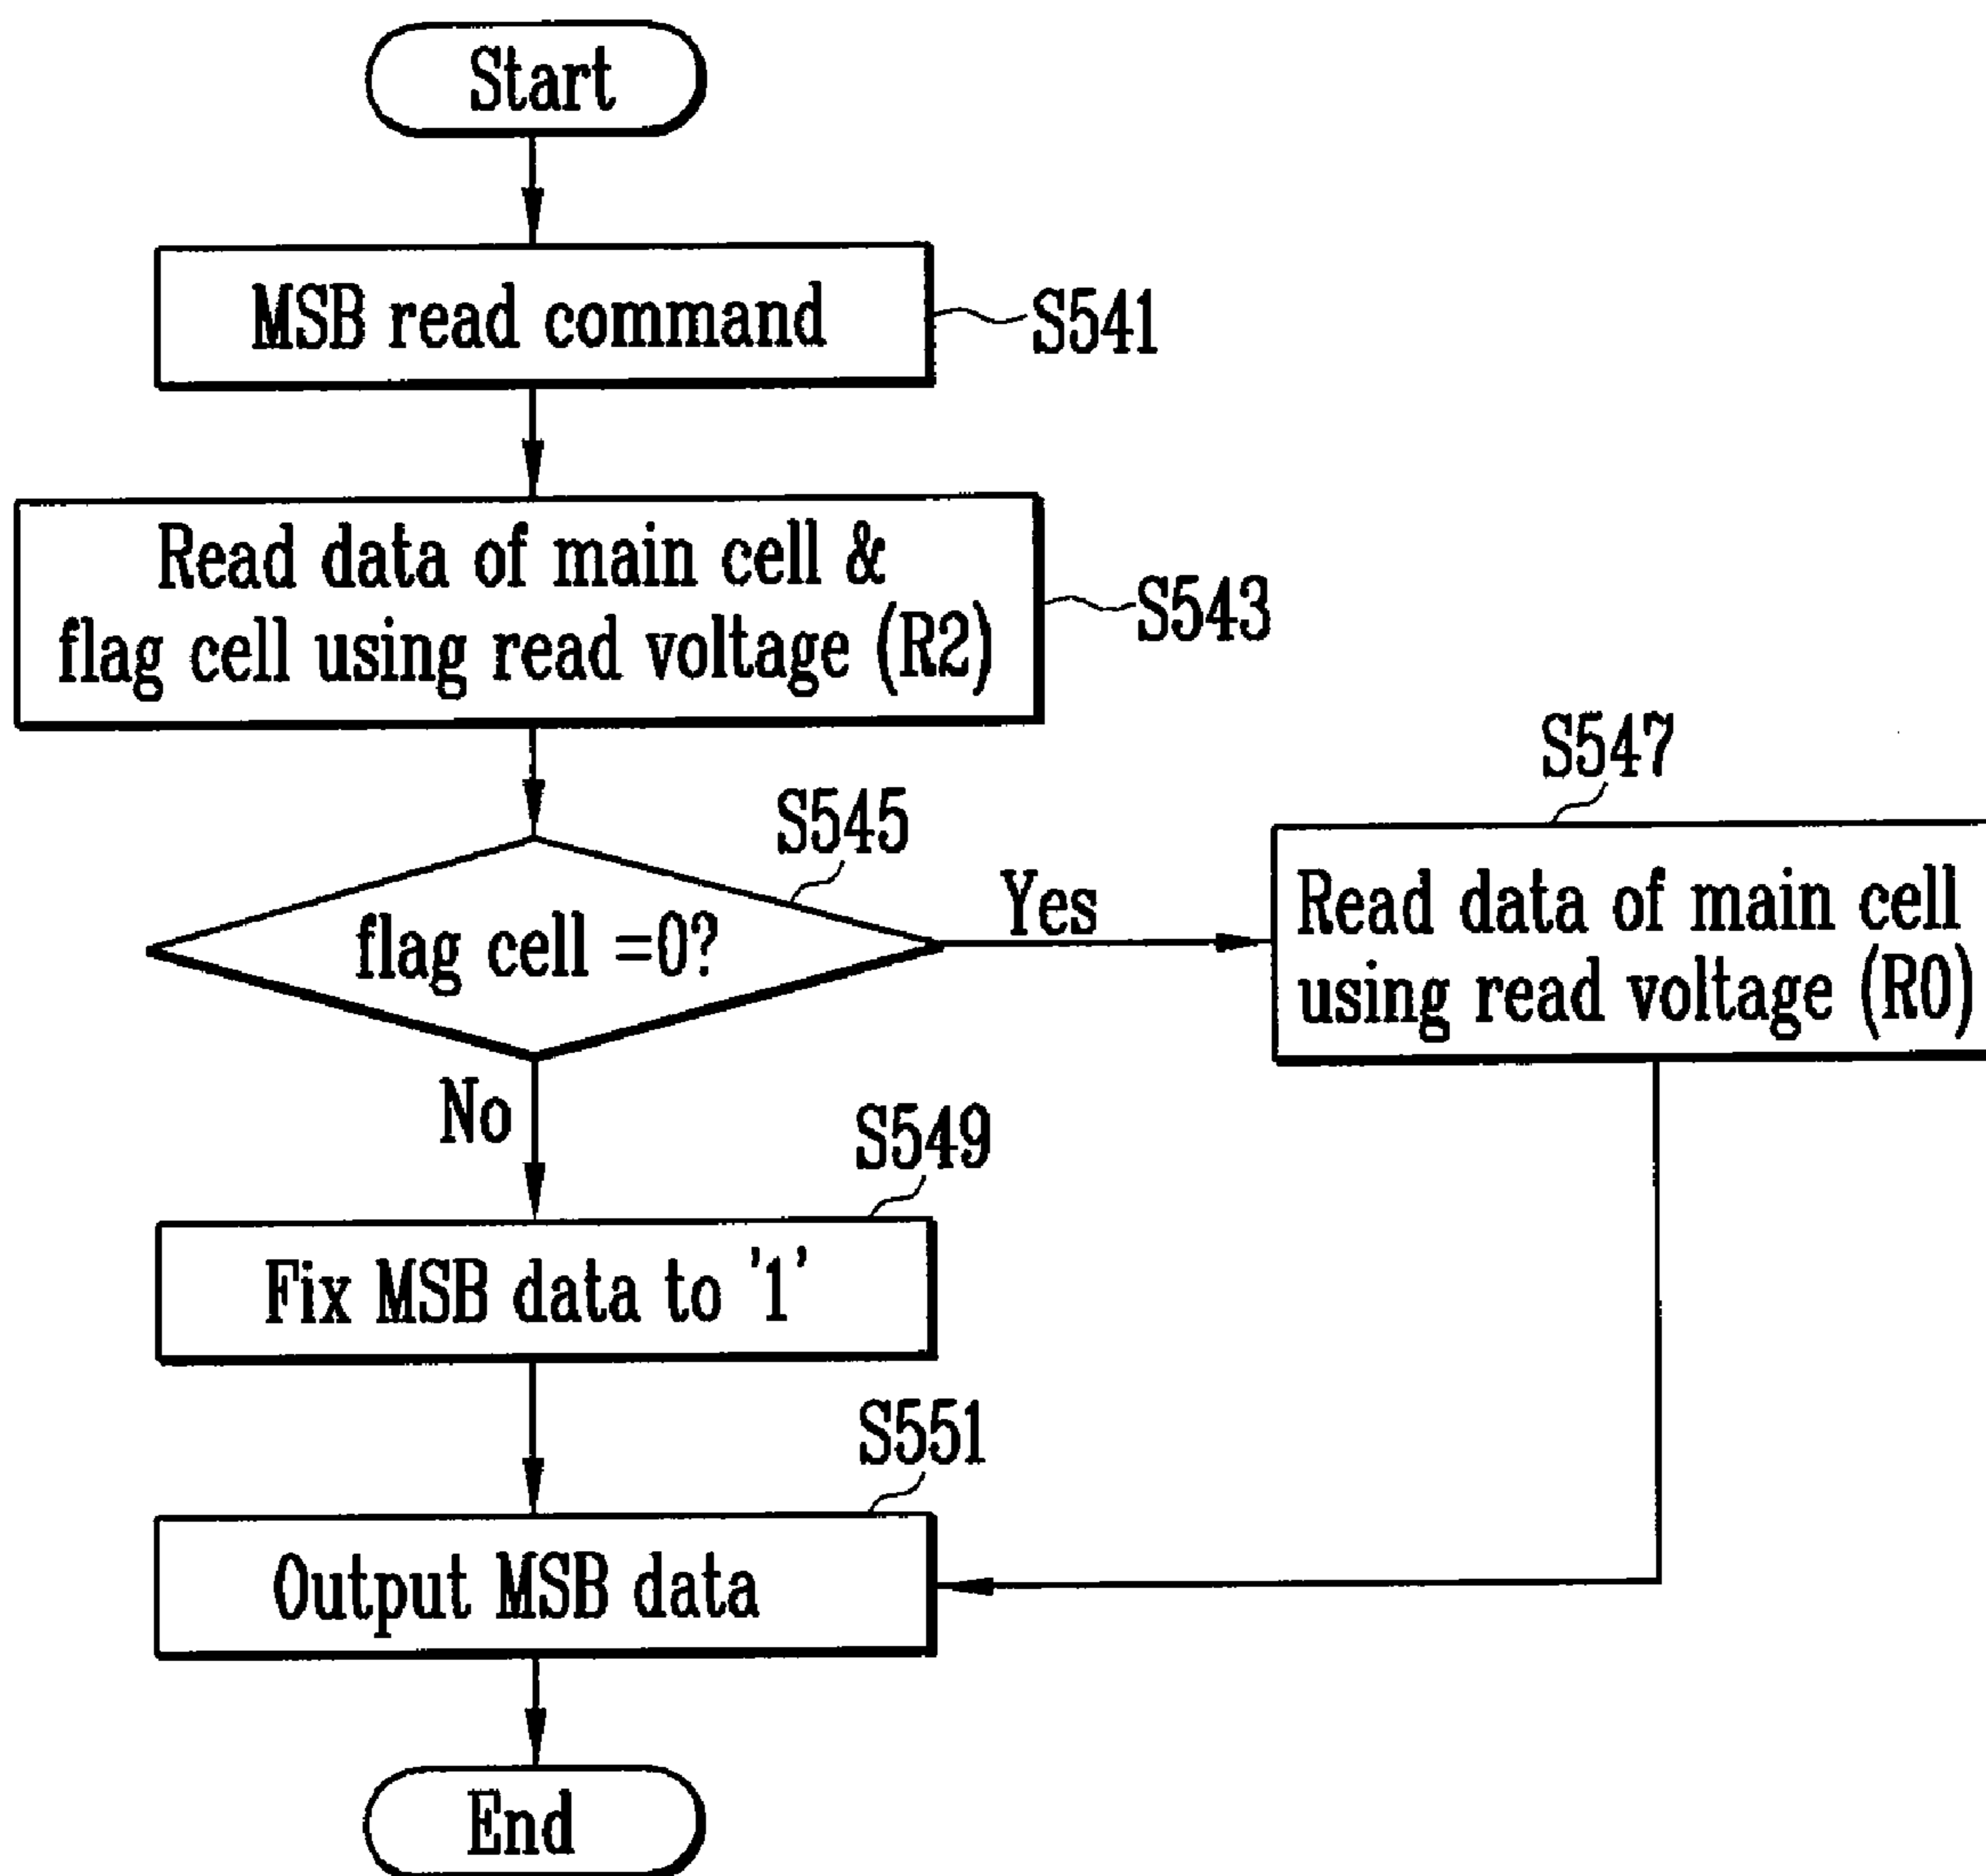 Start
MSB read command
S541
Read data of main cell &
flag cell using read voltage (R2)
S543
S545
flag cell =0?
Yes
S547
Read data of main cell
using read voltage (R0)
No
S549
Fix MSB data to '1'
S551
Output MSB data
End